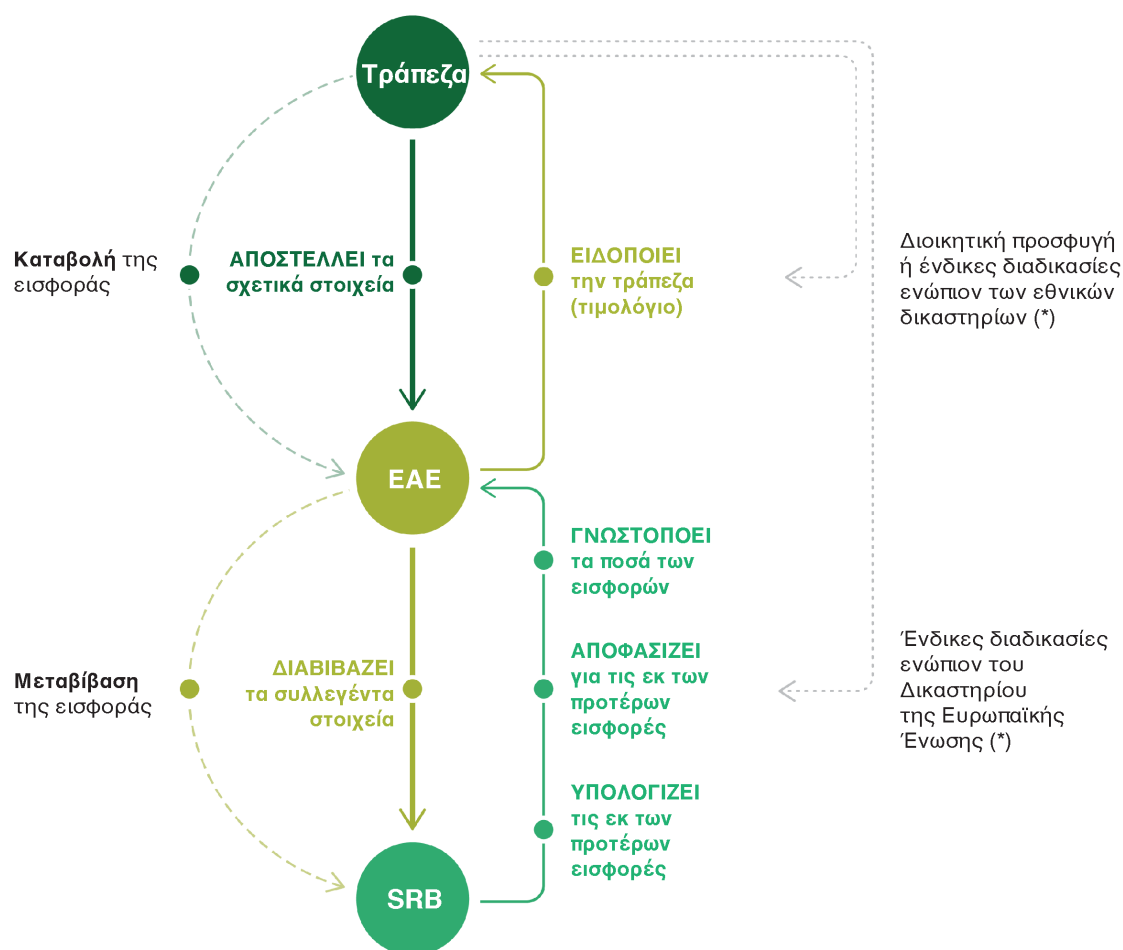 Τράπεζα
Καταβολή της
εισφοράς
ΑΠΟΣΤΕΛΛΕΙ τα
σχετικά στοιχεία
ΕΙΔΟΠΟΙΕΙ
την τράπεζα
(τιμολόγιο)
Διοικητική προσφυγή
ή ένδικες διαδικασίες
ενώπιον των εθνικών
δικαστηρίων (*)
ΕΑΕ
ΓΝΩΣΤΟΠΟΕΙ
τα ποσά των
εισφορών
Μεταβίβαση
της εισφοράς
ΔΙΑΒΙΒΑΖΕΙ
τα συλλεγέντα
στοιχεία
ΑΠΟΦΑΣΙΖΕΙ
για τις εκ των
προτέρων
εισφορές
Ένδικες διαδικασίες
ενώπιον του
Δικαστηρίου
της Ευρωπαϊκής
Ένωσης (*)
ΥΠΟΛΟΓΙΖΕΙ
τις εκ των
προτέρων
εισφορές
SRB